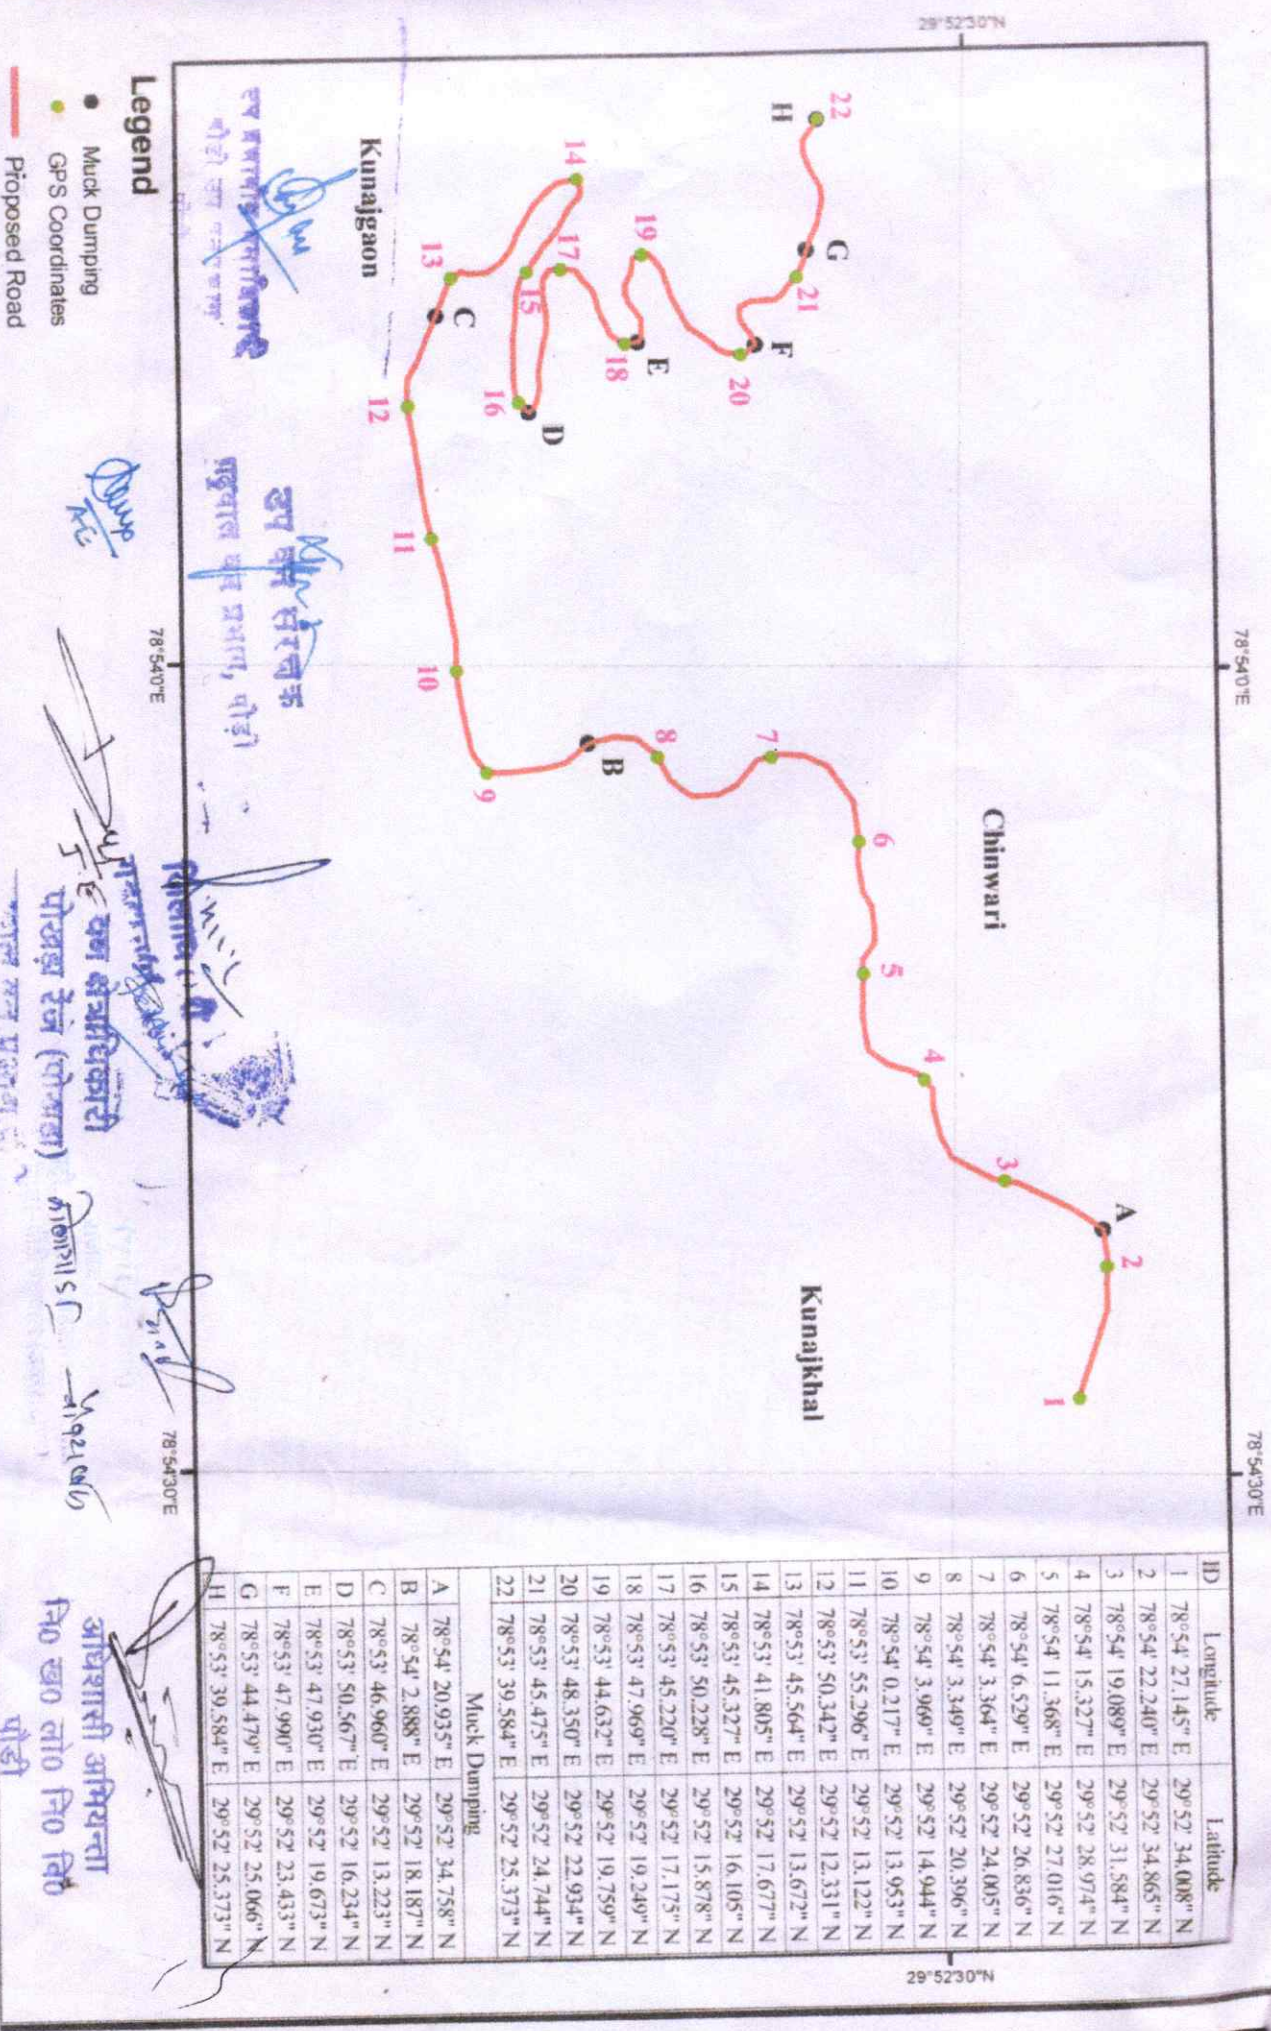 29°52'30"N
78°54'0"E
78°54'30"E
22
H
G
21
F
20
19
E
18
17
14
15
16
D
13
C
12
11
10
9
B
8
7
6
5
4
3
A
2
1
Kunajgaon
Chinwari
Kunajkhal
78°54'0"E
78°54'30"E
29°52'30"N
ID Longitude Latitude
1 78°54' 27.145" E 29°52' 34.008" N
2 78°54' 22.240" E 29°52' 34.865" N
3 78°54' 19.089" E 29°52' 31.584" N
4 78°54' 15.327" E 29°52' 28.974" N
5 78°54' 11.368" E 29°52' 27.016" N
6 78°54' 6.529" E 29°52' 26.836" N
7 78°54' 3.364" E 29°52' 24.005" N
8 78°54' 3.349" E 29°52' 20.396" N
9 78°54' 3.969" E 29°52' 14.944" N
10 78°54' 0.217" E 29°52' 13.953" N
11 78°53' 55.296" E 29°52' 13.122" N
12 78°53' 50.342" E 29°52' 12.331" N
13 78°53' 45.564" E 29°52' 13.672" N
14 78°53' 41.805" E 29°52' 17.677" N
15 78°53' 45.327" E 29°52' 16.105" N
16 78°53' 50.228" E 29°52' 15.878" N
17 78°53' 45.220" E 29°52' 17.175" N
18 78°53' 47.969" E 29°52' 19.249" N
19 78°53' 44.632" E 29°52' 19.759" N
20 78°53' 48.350" E 29°52' 22.934" N
21 78°53' 45.475" E 29°52' 24.744" N
22 78°53' 39.584" E 29°52' 25.373" N
Muck Dumping
A 78°54' 20.935" E 29°52' 34.758" N
B 78°54' 2.888" E 29°52' 18.187" N
C 78°53' 46.960" E 29°52' 13.223" N
D 78°53' 50.567" E 29°52' 16.234" N
E 78°53' 47.930" E 29°52' 19.673" N
F 78°53' 47.990" E 29°52' 23.433" N
G 78°53' 44.479" E 29°52' 25.066" N
H 78°53' 39.584" E 29°52' 25.373" N
Legend
Muck Dumping
GPS Coordinates
Proposed Road
AE
उप वन संरक्षक
गढ़वाल वन प्रभाग, पौड़ी
J.E
वन क्षेत्राधिकारी
पोखड़ा रेंज (पोखड़ा)
अधिशासी अभियन्ता
नि० ख० लो० नि० वि०
पौडी